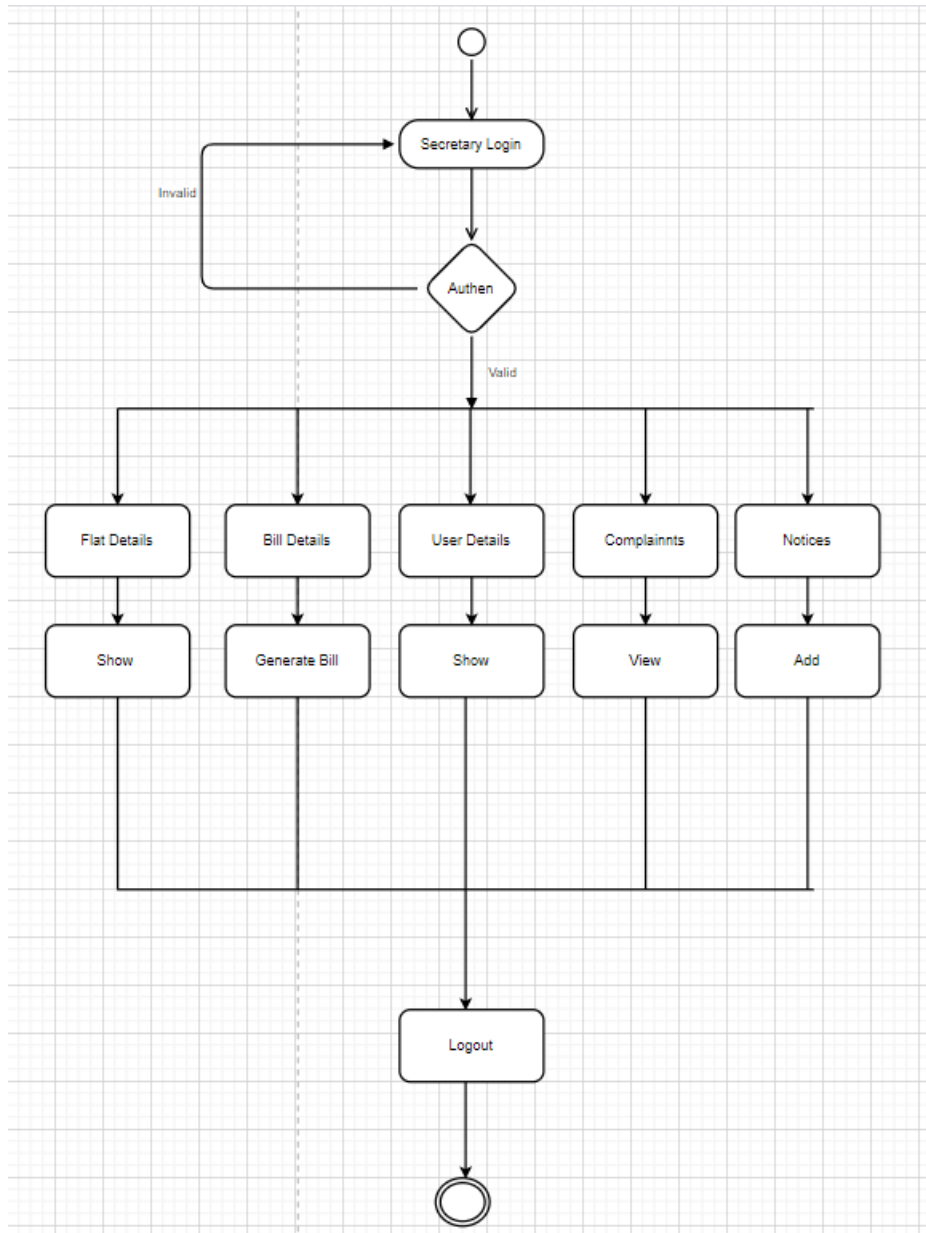 Secretary Login
Invalid
Authen
Valid
Flat Details
Bill Details
User Details
Complainnts
Notices
Show
Generate Bill
Show
View
Add
Logout